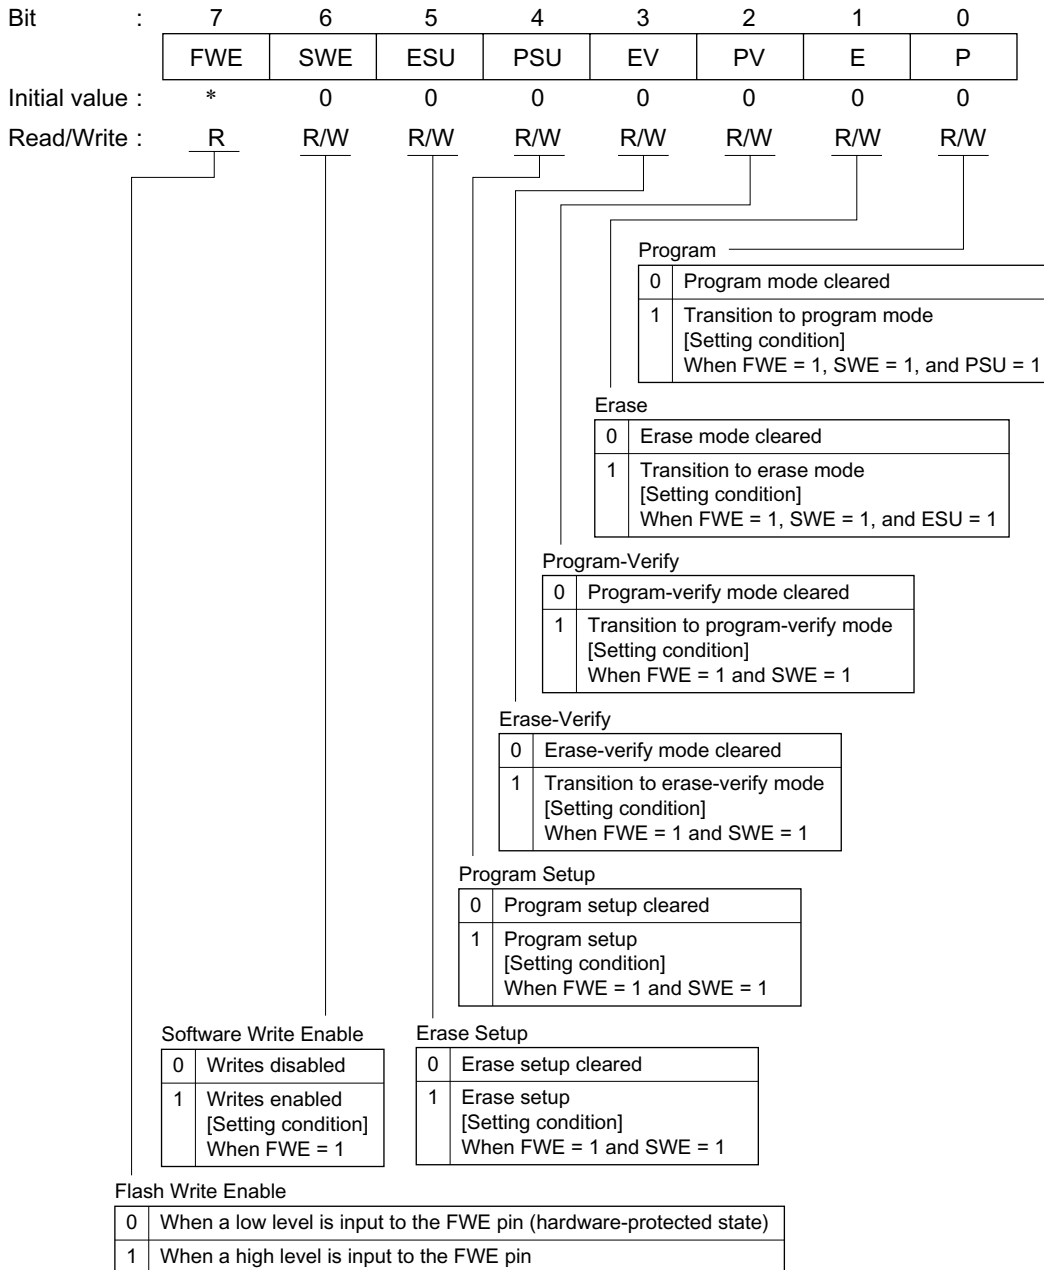 Bit : 7 6 5 4 3 2 1 0
FWE SWE ESU PSU EV PV E P
Initial value : * 0 0 0 0 0 0 0
Read/Write : R R/W R/W R/W R/W R/W R/W R/W
Program
0 Program mode cleared
1 Transition to program mode
[Setting condition]
When FWE = 1, SWE = 1, and PSU = 1
Erase
0 Erase mode cleared
1 Transition to erase mode
[Setting condition]
When FWE = 1, SWE = 1, and ESU = 1
Program-Verify
0 Program-verify mode cleared
1 Transition to program-verify mode
[Setting condition]
When FWE = 1 and SWE = 1
Erase-Verify
0 Erase-verify mode cleared
1 Transition to erase-verify mode
[Setting condition]
When FWE = 1 and SWE = 1
Program Setup
0 Program setup cleared
1 Program setup
[Setting condition]
When FWE = 1 and SWE = 1
Software Write Enable
0 Writes disabled
1 Writes enabled
[Setting condition]
When FWE = 1
Erase Setup
0 Erase setup cleared
1 Erase setup
[Setting condition]
When FWE = 1 and SWE = 1
Flash Write Enable
0 When a low level is input to the FWE pin (hardware-protected state)
1 When a high level is input to the FWE pin